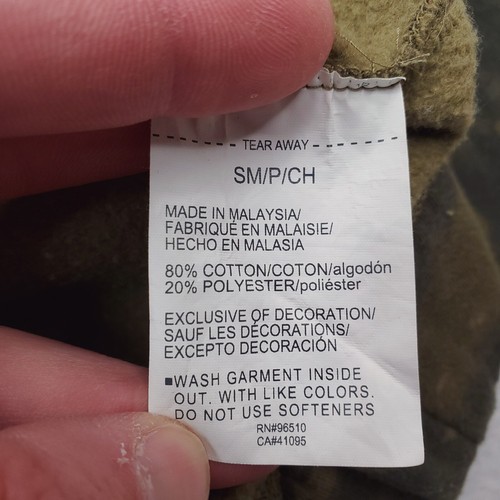 TEAR AWAY
SM/P/CH
MADE IN MALAYSIA/
FABRIQUÉ EN MALAISIE/
HECHO EN MALASIA
80% COTTON/COTON/algodón
20% POLYESTER/poliéster
EXCLUSIVE OF DECORATION/
SAUF LES DÉCORATIONS/
EXCEPTO DECORACIÓN
■WASH GARMENT INSIDE
OUT. WITH LIKE COLORS.
DO NOT USE SOFTENERS
RN#96510
CA#41095